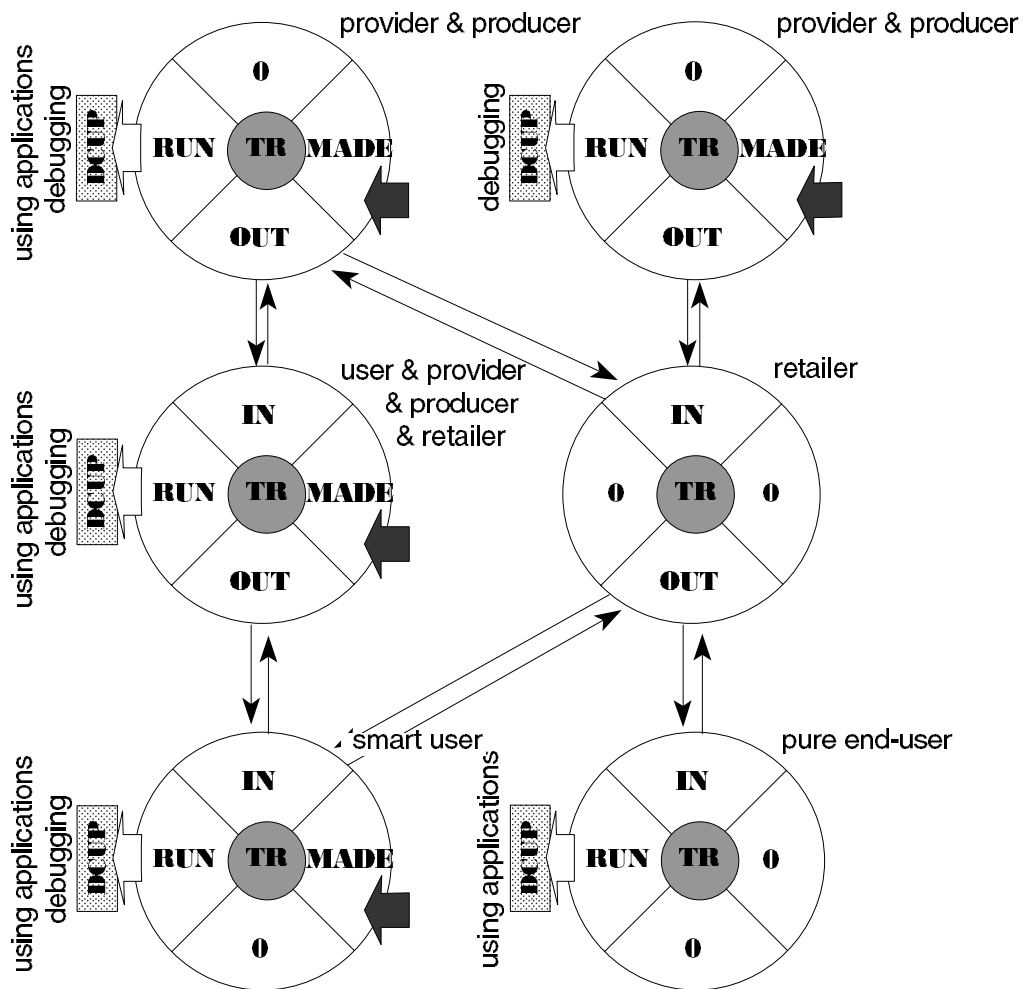 provider & producer
using applications
debugging
DCUP
0
RUN
TR
MADE
OUT
provider & producer
debugging
DCUP
0
RUN
TR
MADE
OUT
user & provider
& producer
& retailer
using applications
debugging
DCUP
IN
RUN
TR
MADE
OUT
retailer
IN
0
TR
0
OUT
smart user
using applications
debugging
DCUP
IN
RUN
TR
MADE
0
pure end-user
using applications
DCUP
IN
RUN
TR
0
0